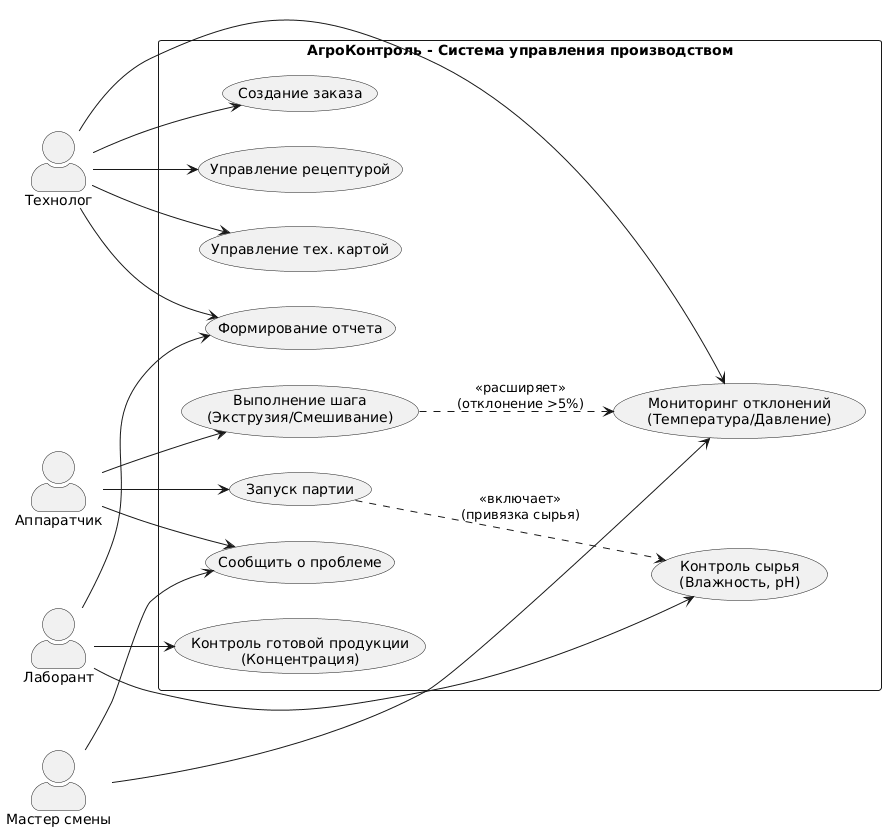 АгроКонтроль - Система управления производством
Создание заказа
Управление рецептурой
Технолог
Управление тех. картой
Формирование отчета
Выполнение шага
(Экструзия/Смешивание)
«расширяет»
(отклонение >5%)
Мониторинг отклонений
(Температура/Давление)
Запуск партии
«включает»
(привязка сырья)
Аппаратчик
Сообщить о проблеме
Контроль сырья
(Влажность, pH)
Контроль готовой продукции
(Концентрация)
Лаборант
Мастер смены